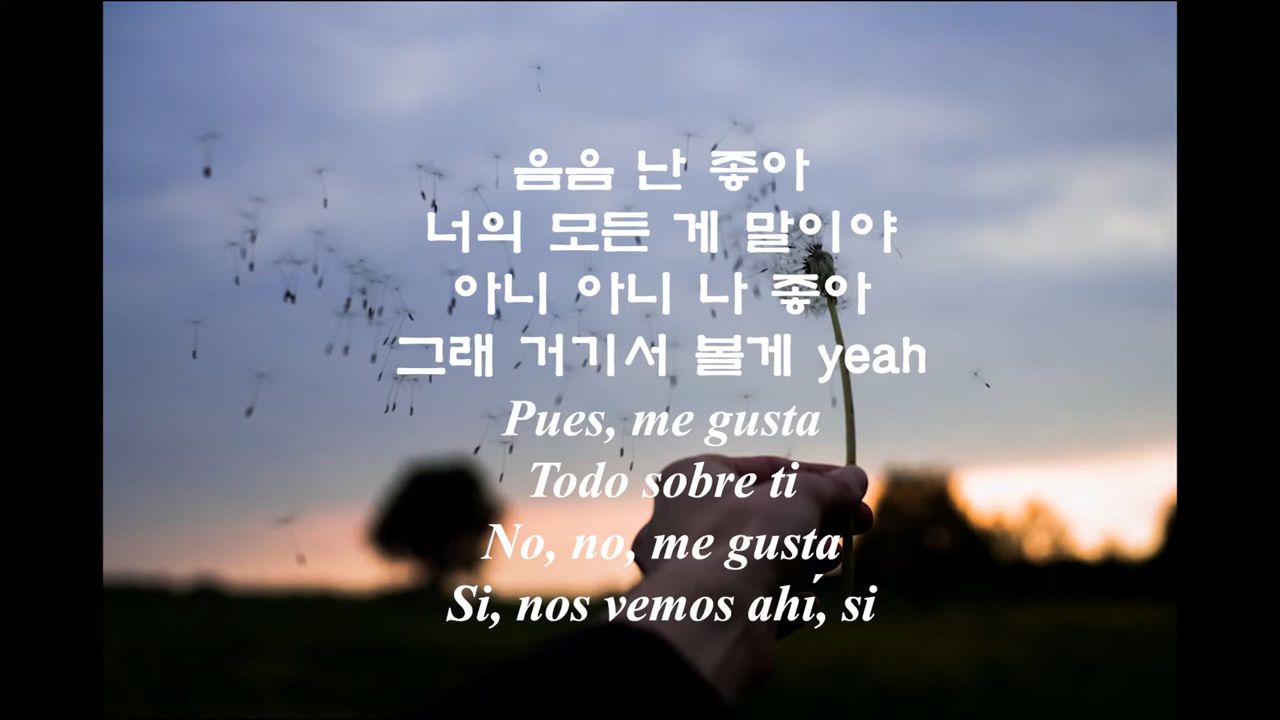 음음 난 좋아
너의 모든 게 말이야
아니 아니 나 좋아
그래 거기서 볼게 yeah
Pues, me gusta
Todo sobre ti
No, no, me gusta
Si, nos vemos ahí, si